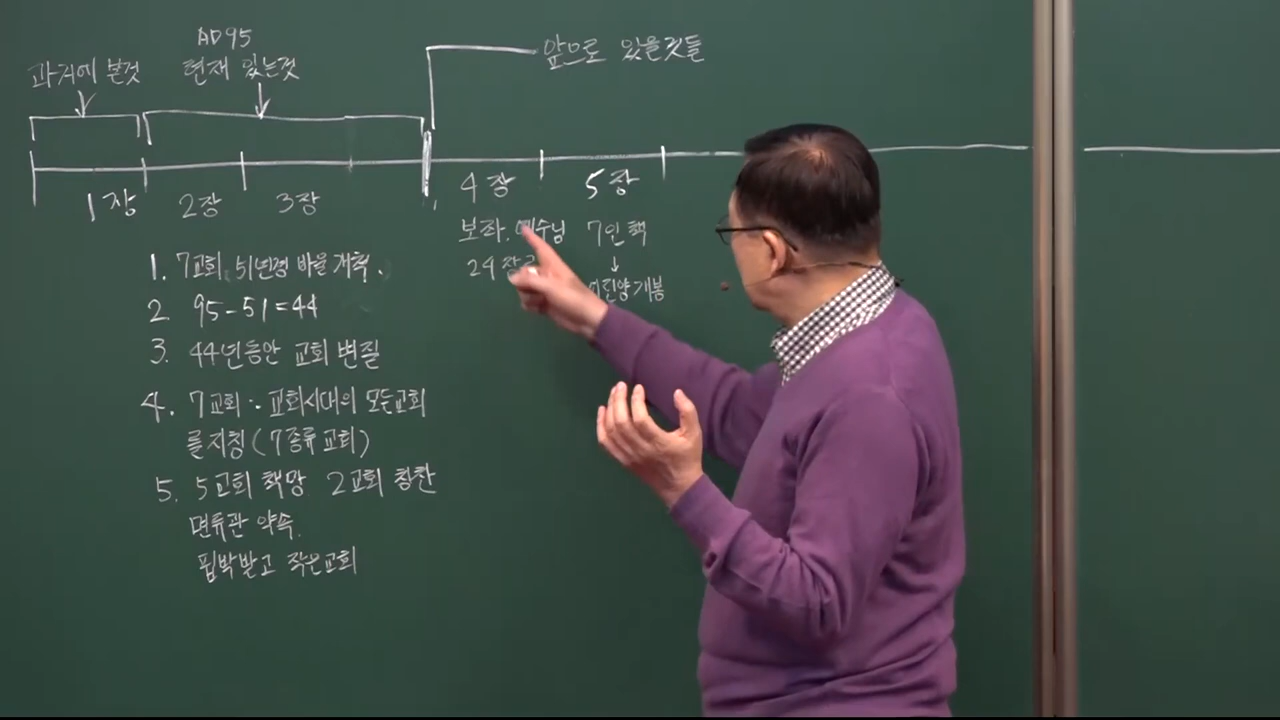 AD95
과거에 본것 현재 있는것
앞으로 있을것들
1장 2장 3장 4장 5장
보좌. 예수님 7인책
24장
↓
어린양개봉
1. 7교회. 51년경 바울 개척.
2 95-51=44
3. 44년동안 교회 변질
4. 7교회 ∴ 교회시대의 모든교회
를지칭(7종류교회)
5. 5교회 책망 2교회 칭찬
면류관 약속.
핍박받고 작은교회